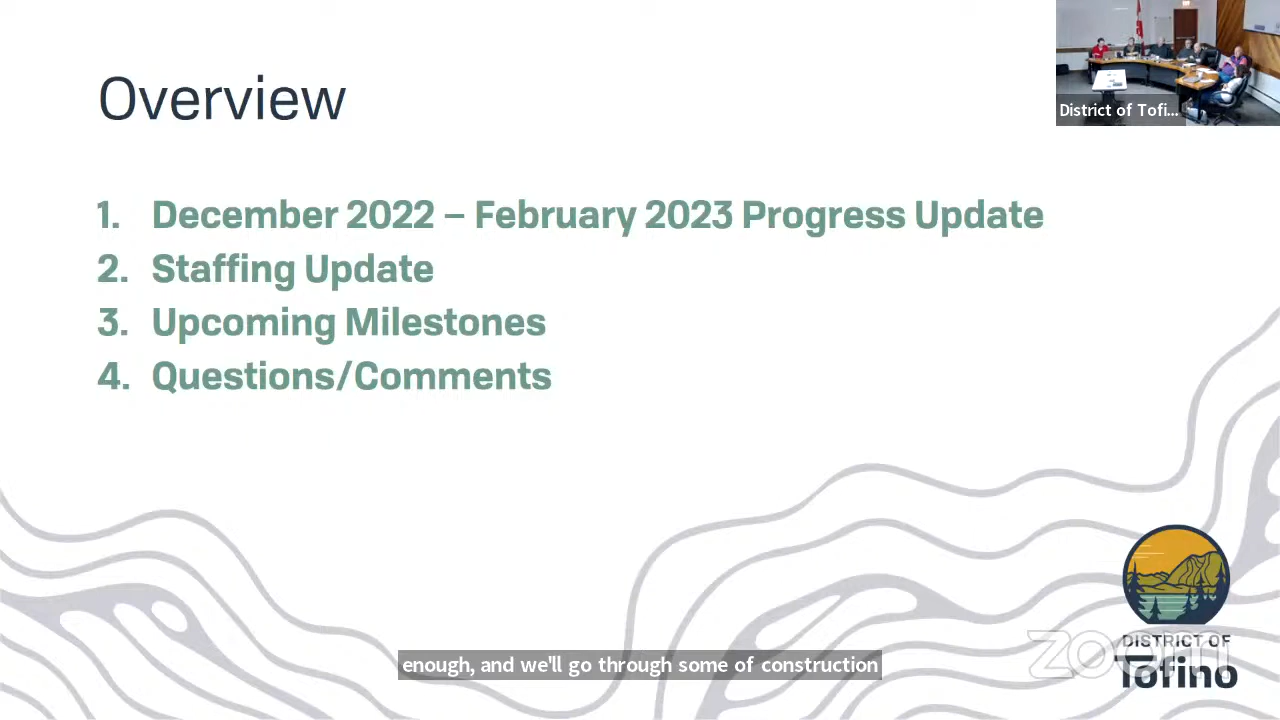 Overview
District of Tofi...
1. December 2022 – February 2023 Progress Update
2. Staffing Update
3. Upcoming Milestones
4. Questions/Comments
enough, and we'll go through some of construction
DISTRICT OF
Tofino
zoom